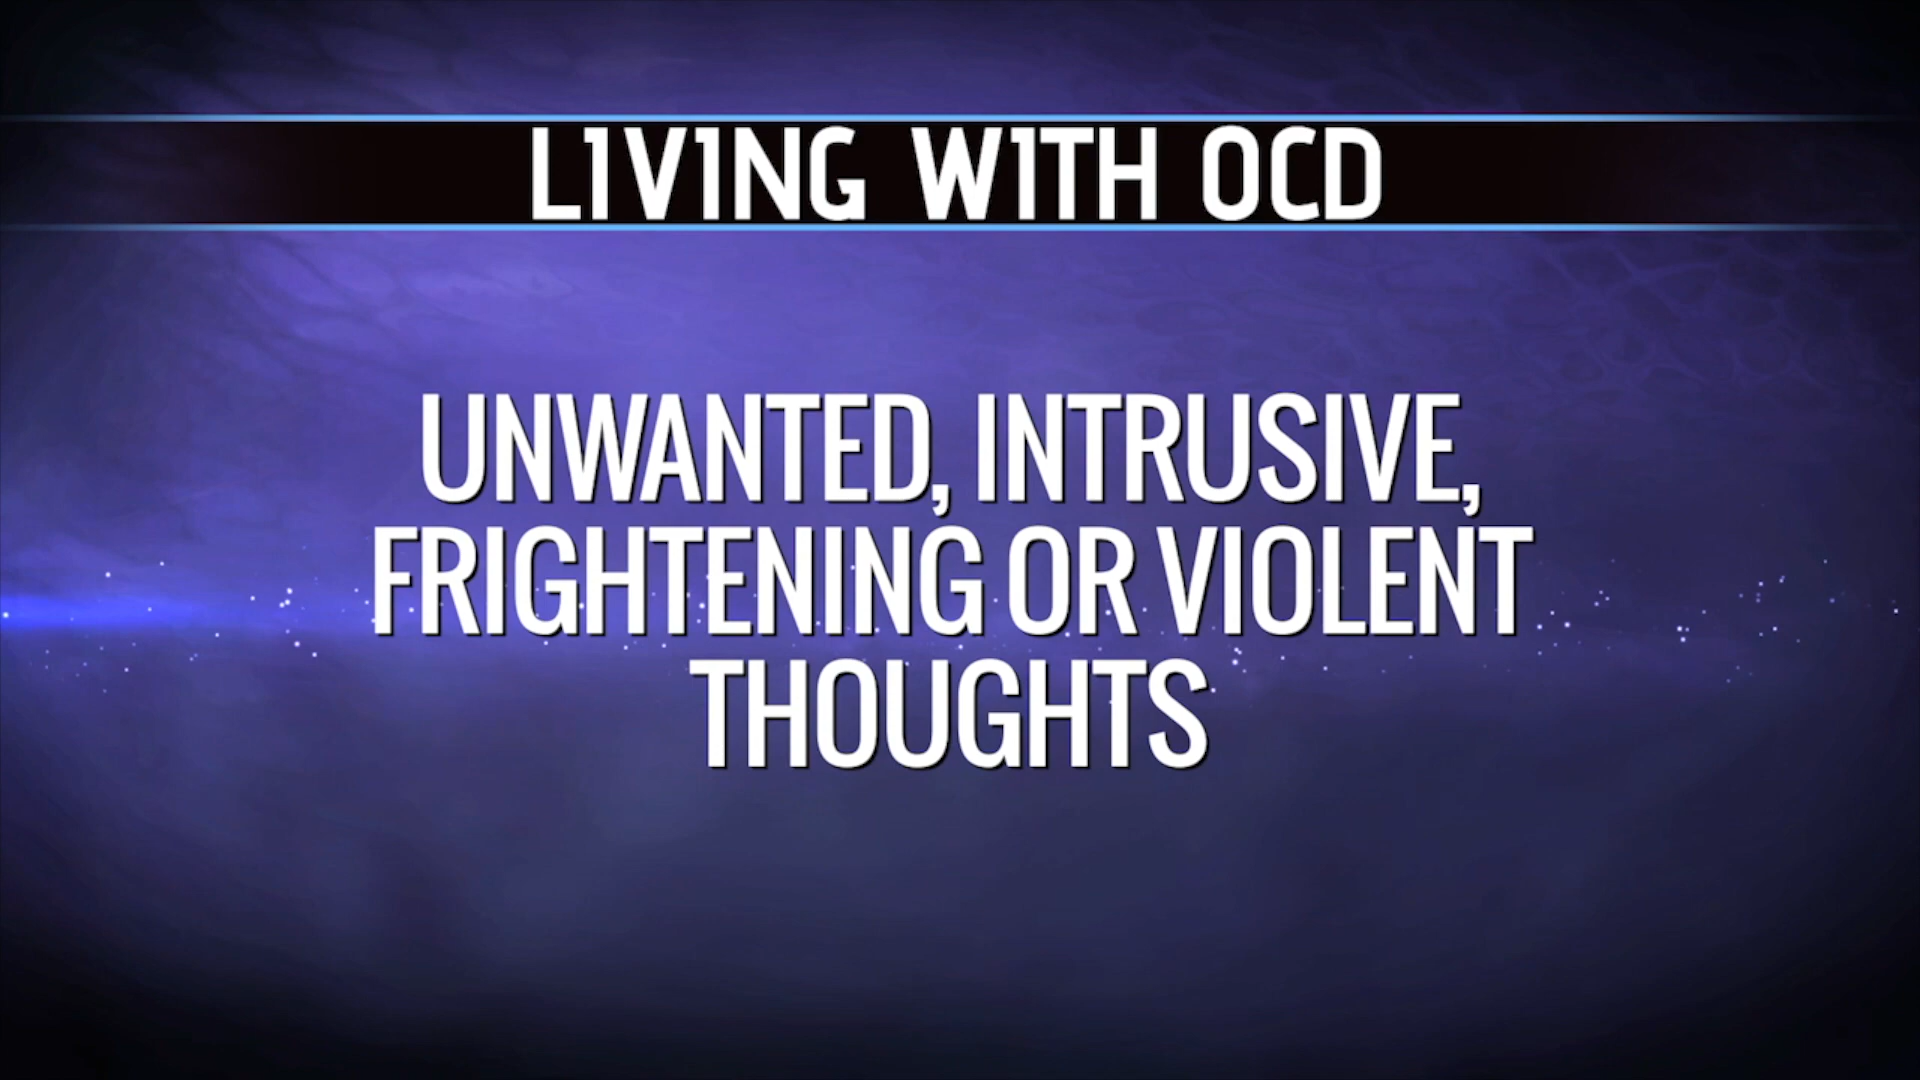 LIVING WITH OCD
UNWANTED, INTRUSIVE,
FRIGHTENING OR VIOLENT
THOUGHTS